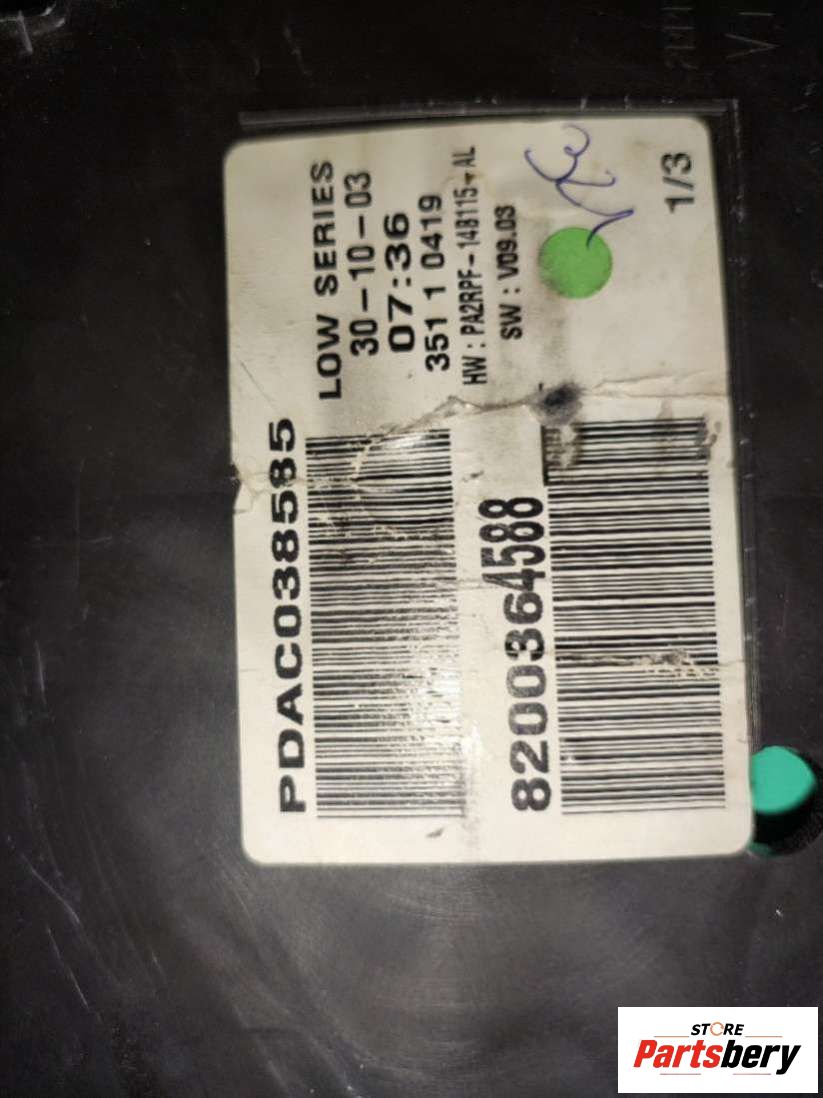 PDAC038585
LOW SERIES
30-10-03
07:36
351 1 0419
HW : PA2RPF-14B115-AL
SW : V09.03
8200364588
1/3
STORE
Partsbery